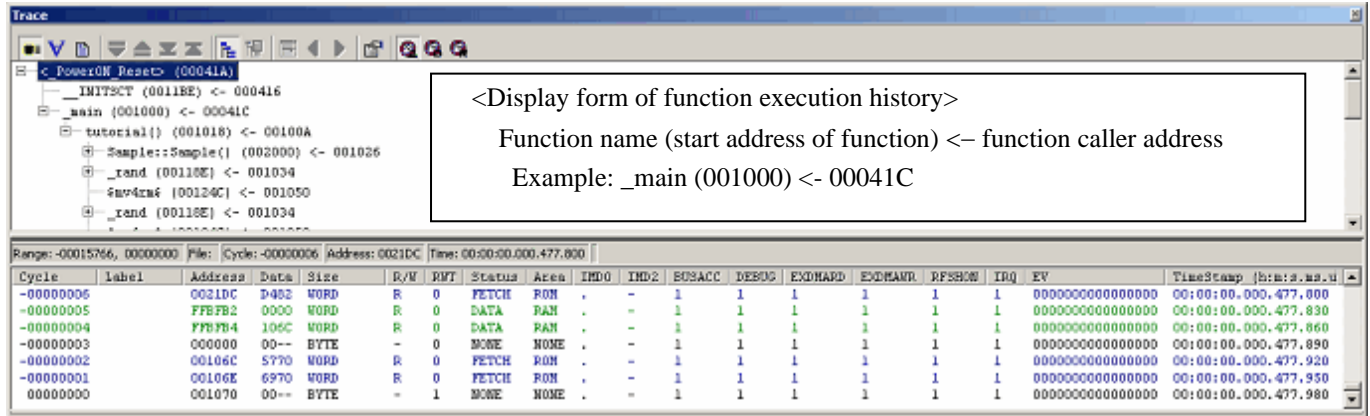 Trace
<_PowerON_Reset> (00041A)
__INITSCT (0011BE) <- 000416
_main (001000) <- 00041C
tutorial() (001018) <- 00100A
Sample::Sample() (002000) <- 001026
_rand (00118E) <- 001034
$mv4rm$ (00124C) <- 001050
_rand (00118E) <- 001034
<Display form of function execution history>
Function name (start address of function) <– function caller address
Example: _main (001000) <- 00041C
Range: -00015766, 00000000 File: Cycle: -00000006 Address: 0021DC Time: 00:00:00.000.477.800
Cycle Label Address Data Size R/W RWT Status Area IMD0 IMD2 BUSACC DEBUG EXDMARD EXDMAWR RFSHON IRQ EV TimeStamp (h:m:s.ms.u
-00000006 0021DC D482 WORD R 0 FETCH ROM . - 1 1 1 1 1 1 0000000000000000 00:00:00.000.477.800
-00000005 FFBFB2 0000 WORD R 0 DATA RAM . - 1 1 1 1 1 1 0000000000000000 00:00:00.000.477.830
-00000004 FFBFB4 106C WORD R 0 DATA RAM . - 1 1 1 1 1 1 0000000000000000 00:00:00.000.477.860
-00000003 000000 00-- BYTE - 0 NONE NONE . - 1 1 1 1 1 1 0000000000000000 00:00:00.000.477.890
-00000002 00106C 5770 WORD R 0 FETCH ROM . - 1 1 1 1 1 1 0000000000000000 00:00:00.000.477.920
-00000001 00106E 6970 WORD R 0 FETCH ROM . - 1 1 1 1 1 1 0000000000000000 00:00:00.000.477.950
00000000 001070 00-- BYTE - 1 NONE NONE . - 1 1 1 1 1 1 0000000000000000 00:00:00.000.477.980